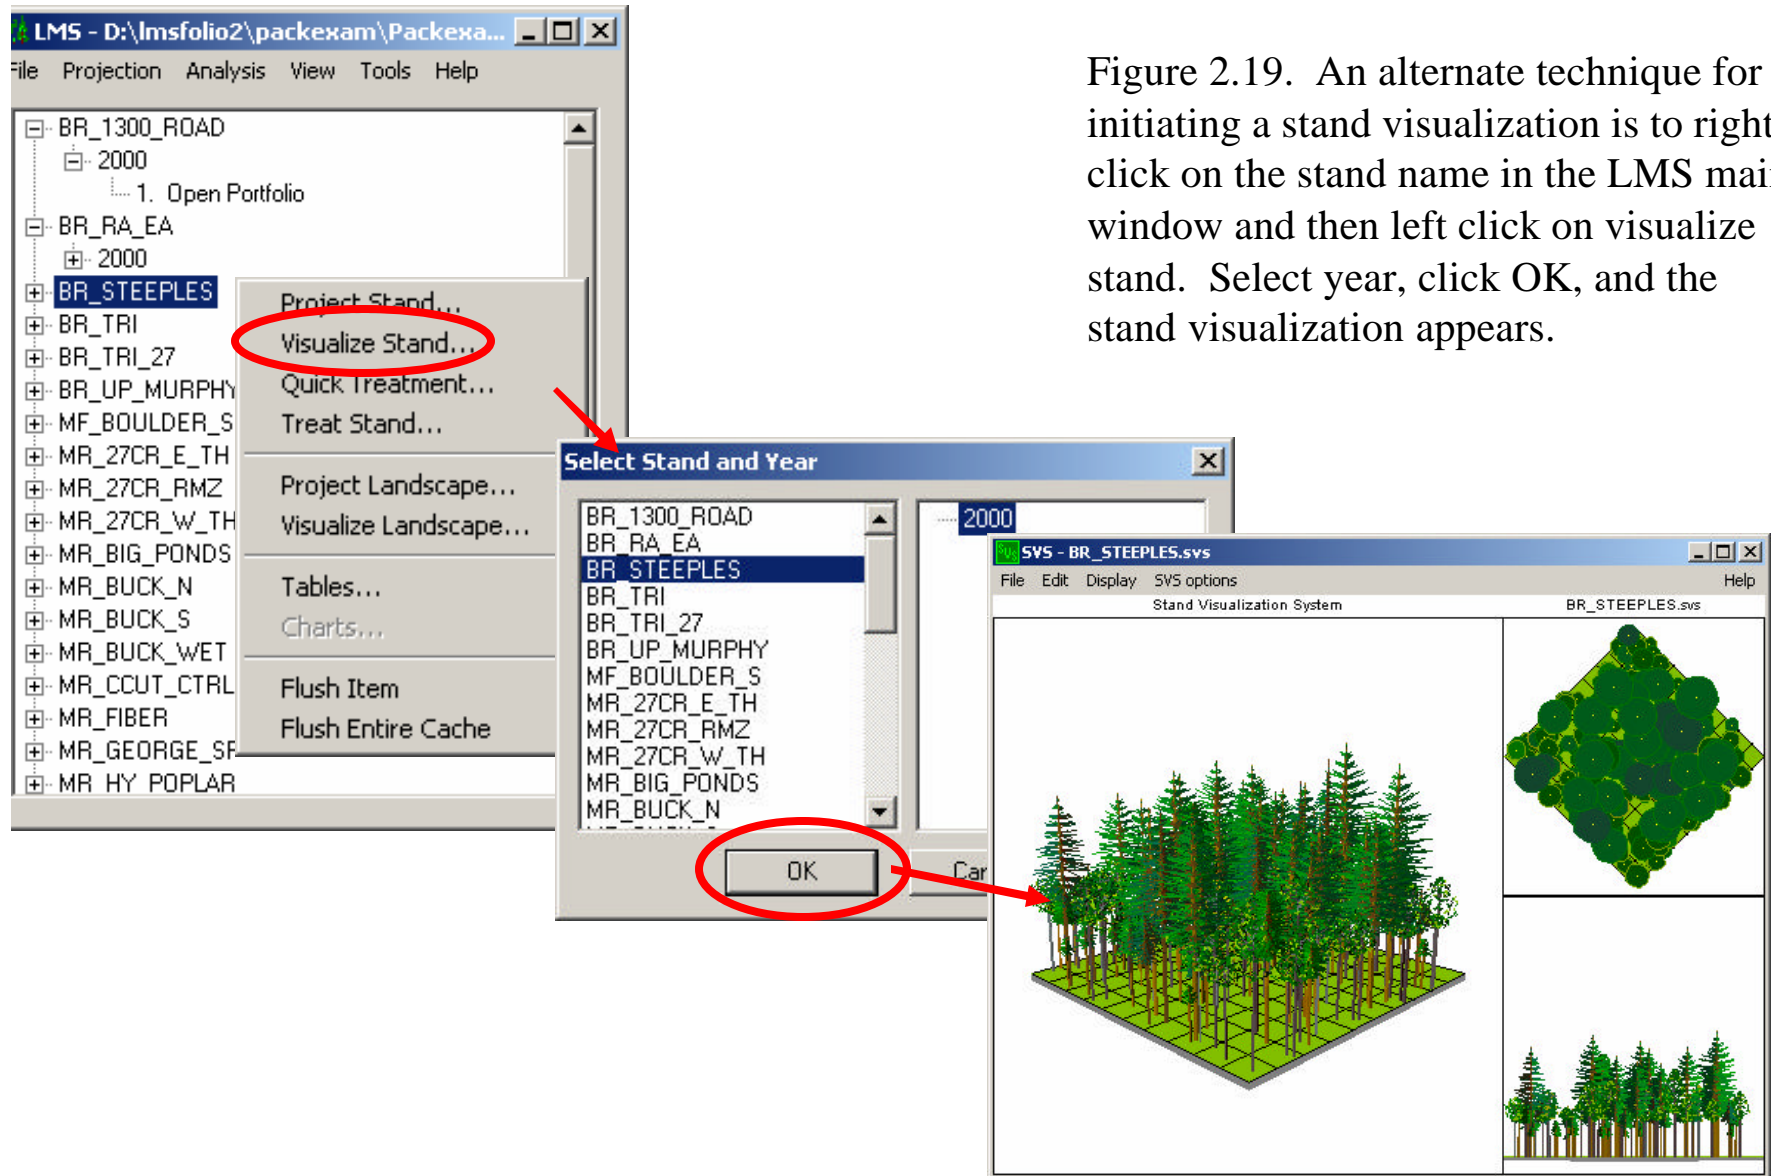 LMS - D:\lmsfolio2\packexam\Packexa...
File Projection Analysis View Tools Help
BR_1300_ROAD
2000
1. Open Portfolio
BR_RA_EA
2000
BR_STEEPLES
BR_TRI
BR_TRI_27
BR_UP_MURPHY
MF_BOULDER_S
MR_27CR_E_TH
MR_27CR_RMZ
MR_27CR_W_TH
MR_BIG_PONDS
MR_BUCK_N
MR_BUCK_S
MR_BUCK_WET
MR_CCUT_CTRL
MR_FIBER
MR_GEORGE_SF
MR HY POPLAR
Project Stand...
Visualize Stand...
Quick Treatment...
Treat Stand...
Project Landscape...
Visualize Landscape...
Tables...
Charts...
Flush Item
Flush Entire Cache
Figure 2.19. An alternate technique for
initiating a stand visualization is to right
click on the stand name in the LMS main
window and then left click on visualize
stand. Select year, click OK, and the
stand visualization appears.
Select Stand and Year
BR_1300_ROAD
BR_RA_EA
BR_STEEPLES
BR_TRI
BR_TRI_27
BR_UP_MURPHY
MF_BOULDER_S
MR_27CR_E_TH
MR_27CR_RMZ
MR_27CR_W_TH
MR_BIG_PONDS
MR_BUCK_N
2000
OK
Car
SVS - BR_STEEPLES.svs
File Edit Display SVS options Help
Stand Visualization System
BR_STEEPLES.svs